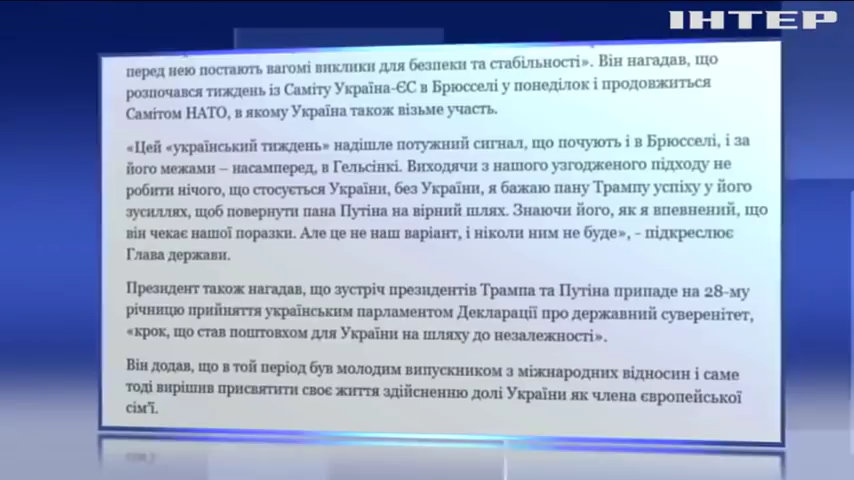 ІНТЕР
перед нею постають вагомі виклики для безпеки та стабільності». Він нагадав, що
розпочався тиждень із Саміту Україна-ЄС в Брюсселі у понеділок і продовжиться
Самітом НАТО, в якому Україна також візьме участь.
«Цей «український тиждень» надішле потужний сигнал, що почують і в Брюсселі, і за
його межами – насамперед, в Гельсінкі. Виходячи з нашого узгодженого підходу не
робити нічого, що стосується України, без України, я бажаю пану Трампу успіху у його
зусиллях, щоб повернути пана Путіна на вірний шлях. Знаючи його, як я впевнений, що
він чекає нашої поразки. Але це не наш варіант, і ніколи ним не буде», - підкреслює
Глава держави.
Президент також нагадав, що зустріч президентів Трампа та Путіна припаде на 28-му
річницю прийняття українським парламентом Декларації про державний суверенітет,
«крок, що став поштовхом для України на шляху до незалежності».
Він додав, що в той період був молодим випускником з міжнародних відносин і саме
тоді вирішив присвятити своє життя здійсненню долі України як члена європейської
сім'ї.